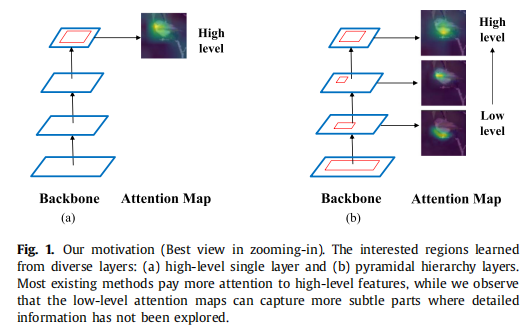 High
level
Backbone
Attention Map
(a)
High
level
Low
level
Backbone
Attention Map
(b)
Fig. 1. Our motivation (Best view in zooming-in). The interested regions learned
from diverse layers: (a) high-level single layer and (b) pyramidal hierarchy layers.
Most existing methods pay more attention to high-level features, while we observe
that the low-level attention maps can capture more subtle parts where detailed
information has not been explored.